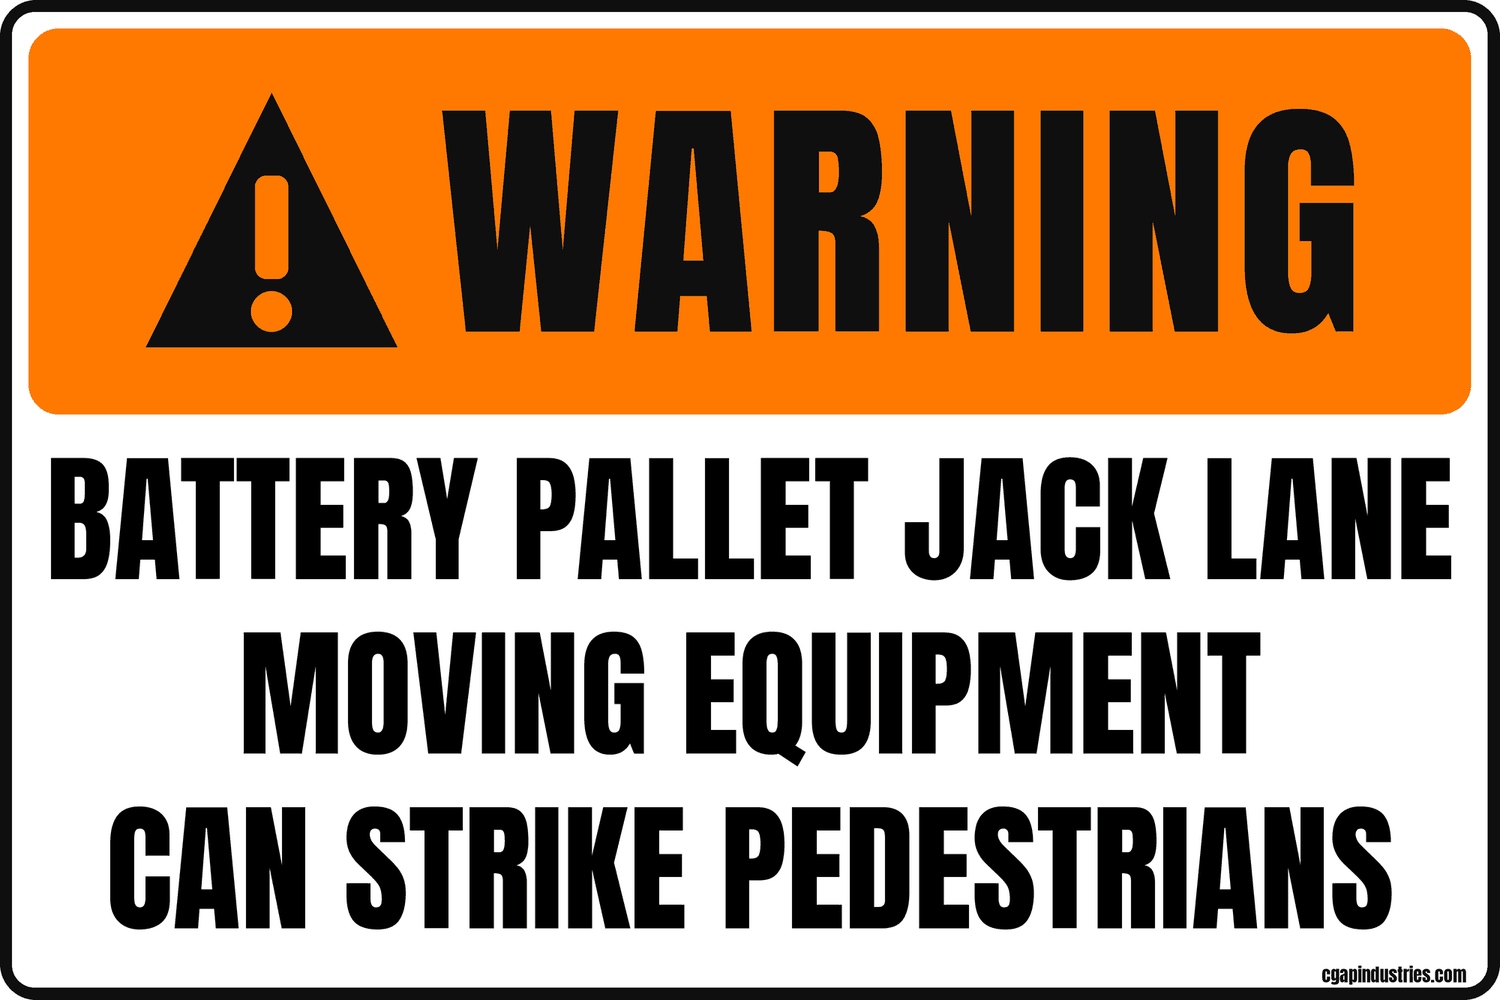 WARNING
BATTERY PALLET JACK LANE
MOVING EQUIPMENT
CAN STRIKE PEDESTRIANS
cgapindustries.com